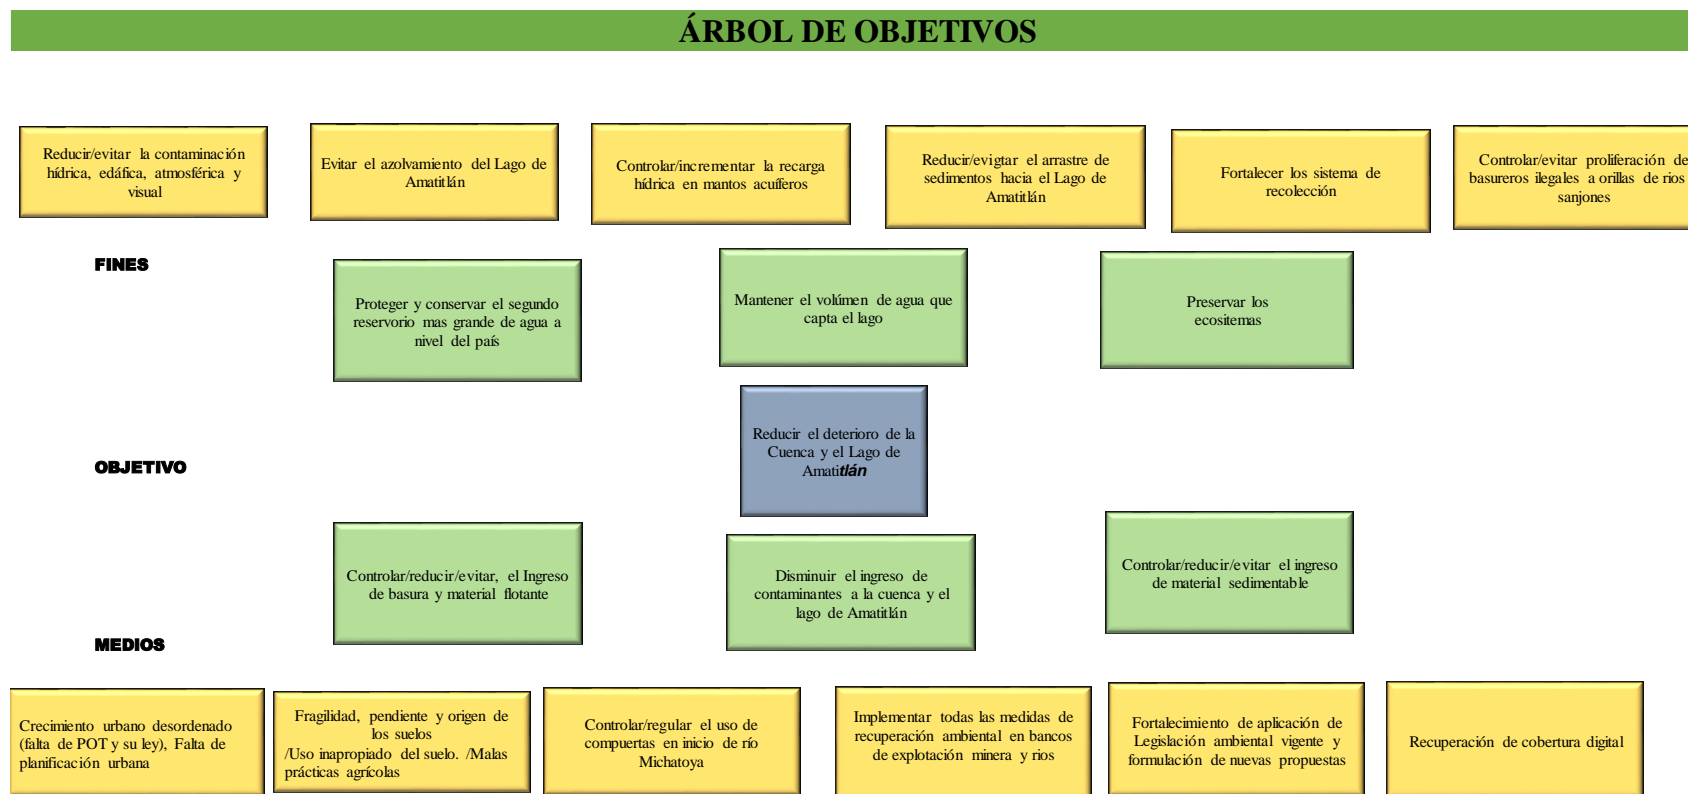 ÁRBOL DE OBJETIVOS
Reducir/evitar la contaminación
hídrica, edáfica, atmosférica y
visual
Evitar el azolvamiento del Lago de
Amatitlán
Controlar/incrementar la recarga
hídrica en mantos acuíferos
Reducir/evigtar el arrastre de
sedimentos hacia el Lago de
Amatitlán
Fortalecer los sistema de
recolección
Controlar/evitar proliferación de
basureros ilegales a orillas de rios
sanjones
FINES
Proteger y conservar el segundo
reservorio mas grande de agua a
nivel del país
Mantener el volúmen de agua que
capta el lago
Preservar los
ecositemas
OBJETIVO
Reducir el deterioro de la
Cuenca y el Lago de
Amatitlán
Controlar/reducir/evitar, el Ingreso
de basura y material flotante
Disminuir el ingreso de
contaminantes a la cuenca y el
lago de Amatitlán
Controlar/reducir/evitar el ingreso
de material sedimentable
MEDIOS
Crecimiento urbano desordenado
(falta de POT y su ley), Falta de
planificación urbana
Fragilidad, pendiente y origen de
los suelos
/Uso inapropiado del suelo. /Malas
prácticas agrícolas
Controlar/regular el uso de
compuertas en inicio de río
Michatoya
Implementar todas las medidas de
recuperación ambiental en bancos
de explotación minera y rios
Fortalecimiento de aplicación de
Legislación ambiental vigente y
formulación de nuevas propuestas
Recuperación de cobertura digital